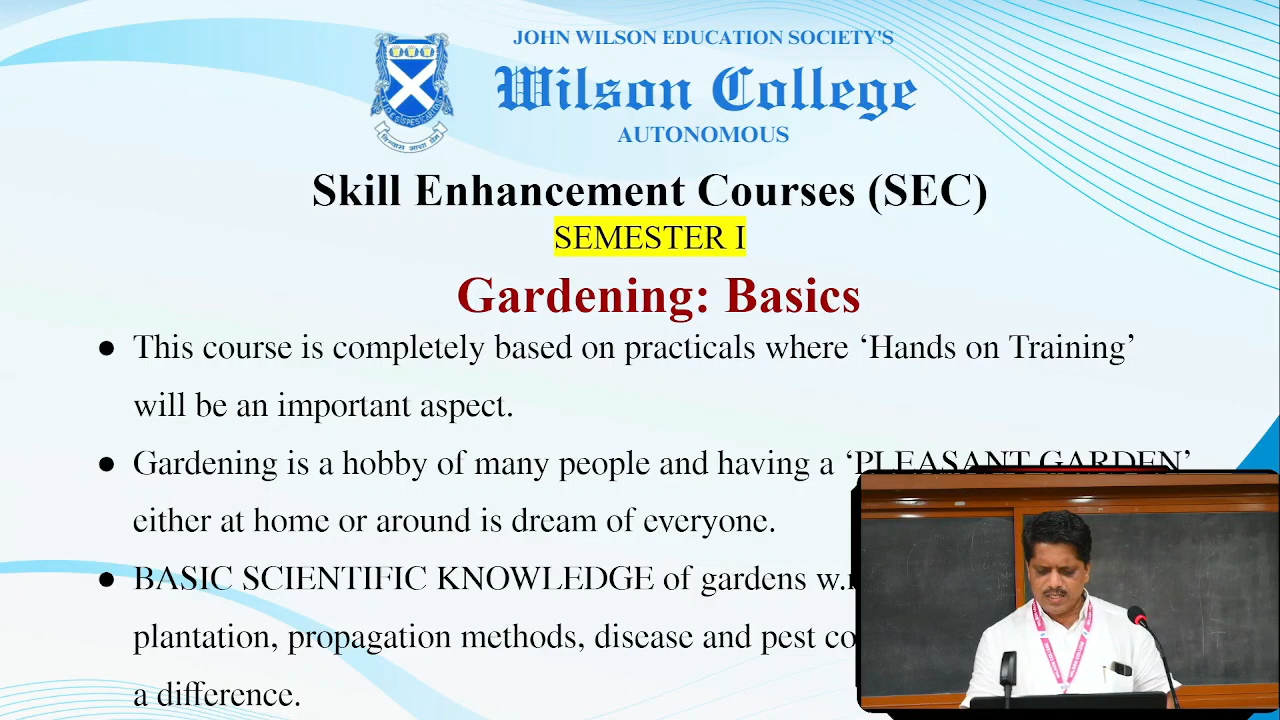 JOHN WILSON EDUCATION SOCIETY'S
Wilson College
AUTONOMOUS
Skill Enhancement Courses (SEC)
SEMESTER I
Gardening: Basics
● This course is completely based on practicals where ‘Hands on Training’
will be an important aspect.
● Gardening is a hobby of many people and having a ‘PLEASANT GARDEN’
either at home or around is dream of everyone.
● BASIC SCIENTIFIC KNOWLEDGE of gardens
plantation, propagation methods, disease and pest
a difference.